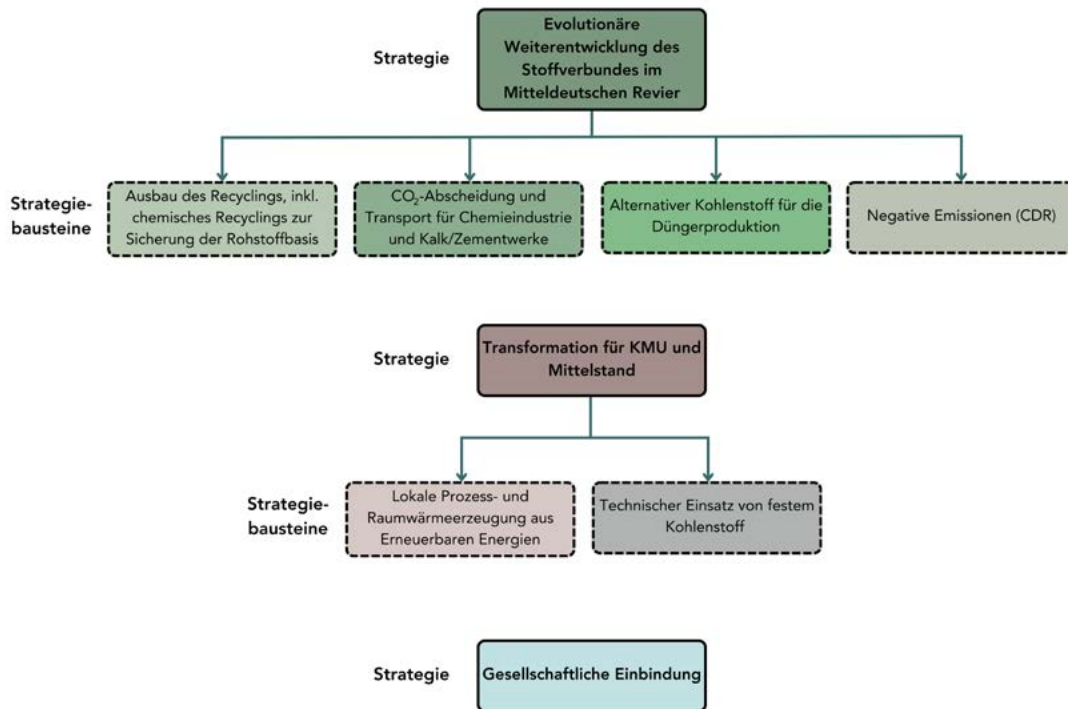 Strategie
Evolutionäre
Weiterentwicklung des
Stoffverbundes im
Mitteldeutschen Revier
Strategie-
bausteine
Ausbau des Recyclings, inkl.
chemisches Recyclings zur
Sicherung der Rohstoffbasis
CO₂-Abscheidung und
Transport für Chemieindustrie
und Kalk/Zementwerke
Alternativer Kohlenstoff für die
Düngerproduktion
Negative Emissionen (CDR)
Strategie
Transformation für KMU und
Mittelstand
Strategie-
bausteine
Lokale Prozess- und
Raumwärmeerzeugung aus
Erneuerbaren Energien
Technischer Einsatz von festem
Kohlenstoff
Strategie
Gesellschaftliche Einbindung